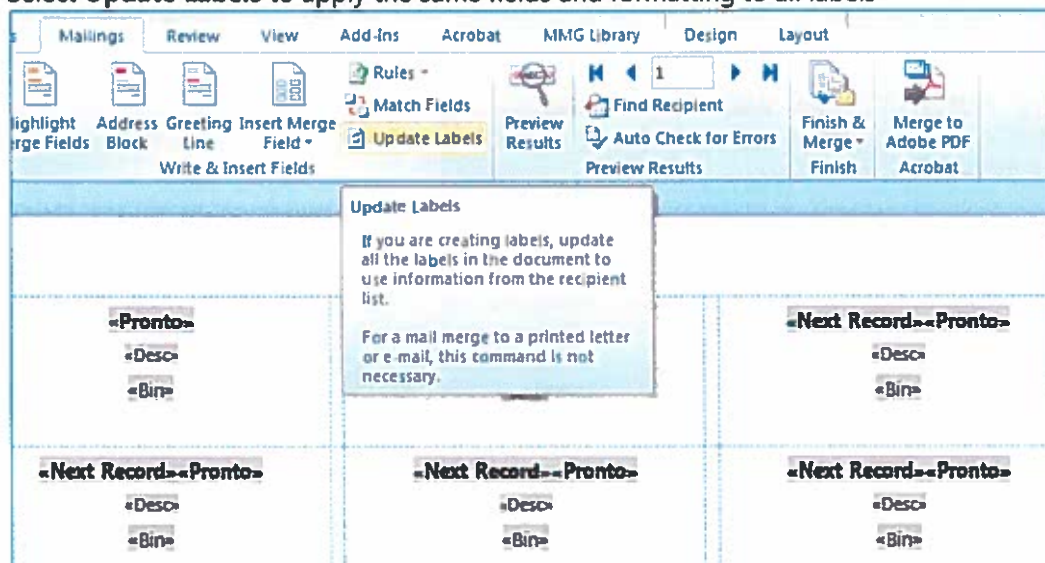 Select Update Labels to apply the same fields and formatting to all labels
s Mailings Review View Add-Ins Acrobat MMG Library Design Layout
Rules
Match Fields
Update Labels
1
Find Recipient
Auto Check for Errors
ighlight Address Greeting Insert Merge
rge Fields Block Line Field
Write & Insert Fields
Preview
Results
Preview Results
Finish &
Merge
Finish
Merge to
Adobe PDF
Acrobat
Update Labels
If you are creating labels, update
all the labels in the document to
use information from the recipient
list.
For a mail merge to a printed letter
or e-mail, this command is not
necessary.
«Pronto»
«Desc»
«Bin»
«Next Record»«Pronto»
«Desc»
«Bin»
«Next Record»«Pronto» «Next Record»«Pronto» «Next Record»«Pronto»
«Desc» «Desc» «Desc»
«Bin» «Bin» «Bin»